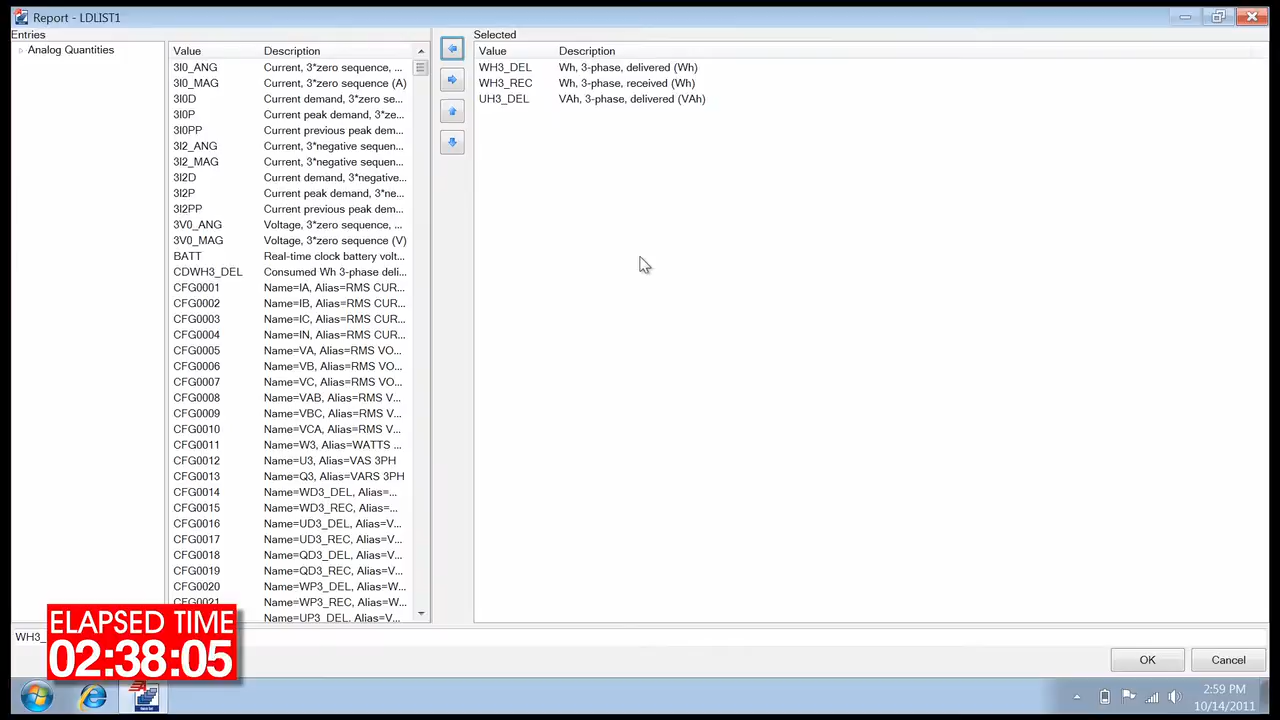 Report - LDLIST1
Entries
Analog Quantities
Value Description
3I0_ANG Current, 3*zero sequence, ...
3I0_MAG Current, 3*zero sequence (A)
3I0D Current demand, 3*zero se...
3I0P Current peak demand, 3*ze...
3I0PP Current previous peak dem...
3I2_ANG Current, 3*negative sequen...
3I2_MAG Current, 3*negative sequen...
3I2D Current demand, 3*negative...
3I2P Current peak demand, 3*ne...
3I2PP Current previous peak dem...
3V0_ANG Voltage, 3*zero sequence, ...
3V0_MAG Voltage, 3*zero sequence (V)
BATT Real-time clock battery volt...
CDWH3_DEL Consumed Wh 3-phase deli...
CFG0001 Name=IA, Alias=RMS CUR...
CFG0002 Name=IB, Alias=RMS CUR...
CFG0003 Name=IC, Alias=RMS CUR...
CFG0004 Name=IN, Alias=RMS CUR...
CFG0005 Name=VA, Alias=RMS VO...
CFG0006 Name=VB, Alias=RMS VO...
CFG0007 Name=VC, Alias=RMS VO...
CFG0008 Name=VAB, Alias=RMS V...
CFG0009 Name=VBC, Alias=RMS V...
CFG0010 Name=VCA, Alias=RMS V...
CFG0011 Name=W3, Alias=WATTS ...
CFG0012 Name=U3, Alias=VAS 3PH
CFG0013 Name=Q3, Alias=VARS 3PH
CFG0014 Name=WD3_DEL, Alias=...
CFG0015 Name=WD3_REC, Alias=...
CFG0016 Name=UD3_DEL, Alias=V...
CFG0017 Name=UD3_REC, Alias=V...
CFG0018 Name=QD3_DEL, Alias=V...
CFG0019 Name=QD3_REC, Alias=V...
CFG0020 Name=WP3_DEL, Alias=W...
CFG0021 Name=WP3_REC, Alias=W...
Name=UP3_DEL, Alias=V...
Selected
Value Description
WH3_DEL Wh, 3-phase, delivered (Wh)
WH3_REC Wh, 3-phase, received (Wh)
UH3_DEL VAh, 3-phase, delivered (VAh)
WH3_
ELAPSED TIME
02:38:05
OK Cancel
2:59 PM
10/14/2011